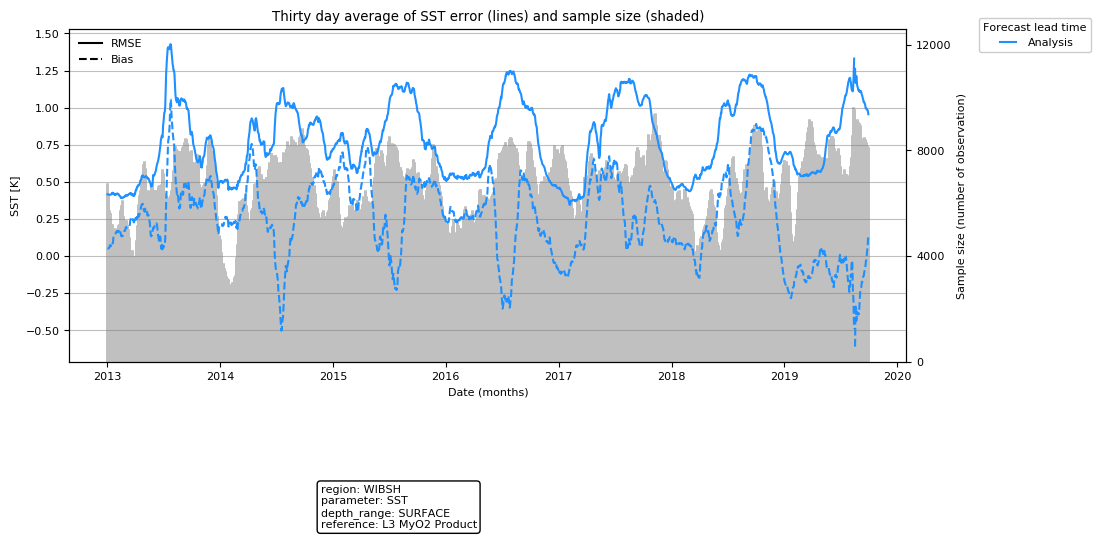 Thirty day average of SST error (lines) and sample size (shaded)
Forecast lead time
Analysis
RMSE
Bias
SST [K]
1.50
1.25
1.00
0.75
0.50
0.25
0.00
−0.25
−0.50
12000
8000
4000
0
Sample size (number of observation)
2013 2014 2015 2016 2017 2018 2019 2020
Date (months)
region: WIBSH
parameter: SST
depth_range: SURFACE
reference: L3 MyO2 Product